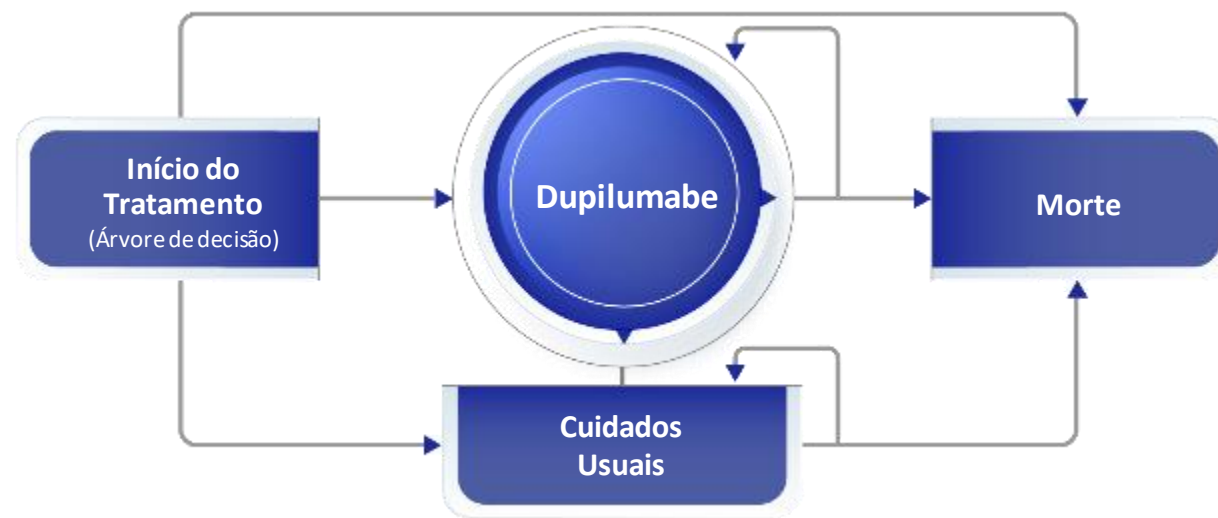 Início do
Tratamento
(Árvore de decisão)
Dupilumabe
Morte
Cuidados
Usuais